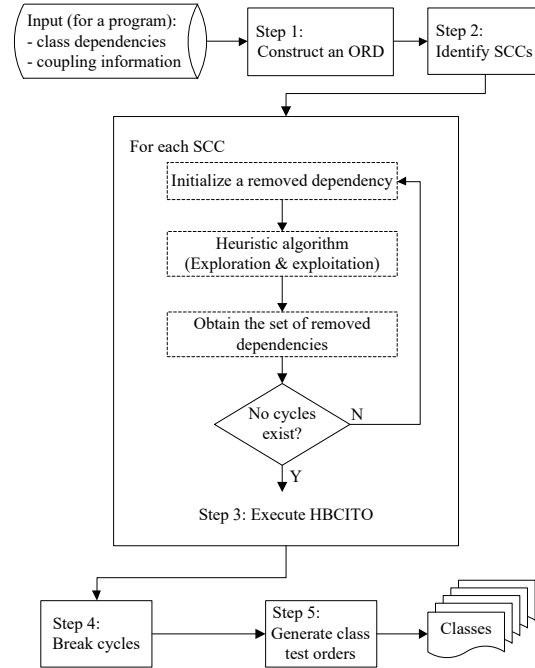 Input (for a program):
- class dependencies
- coupling information
Step 1:
Construct an ORD
Step 2:
Identify SCCs
For each SCC
Initialize a removed dependency
Heuristic algorithm
(Exploration & exploitation)
Obtain the set of removed
dependencies
No cycles
exist?
N
Y
Step 3: Execute HBCITO
Step 4:
Break cycles
Step 5:
Generate class
test orders
Classes